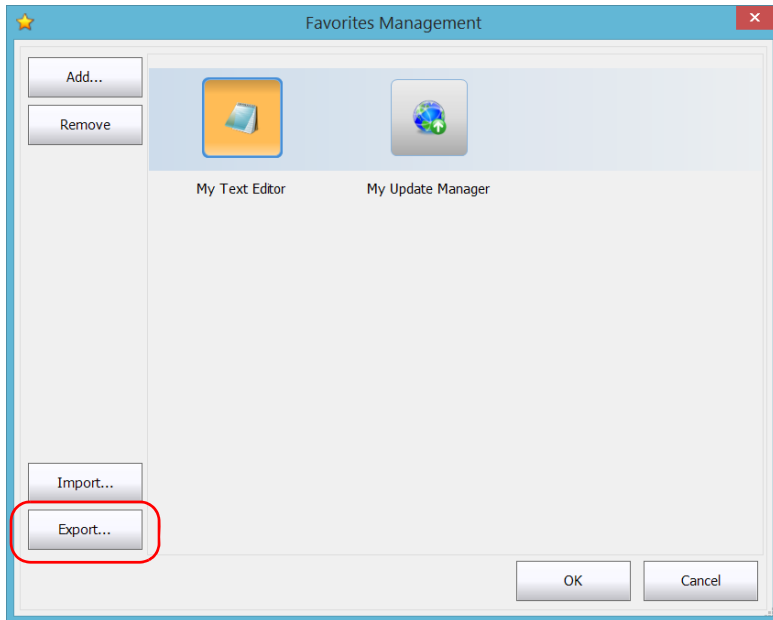 Favorites Management
Add...
Remove
My Text Editor
My Update Manager
Import...
Export...
OK
Cancel